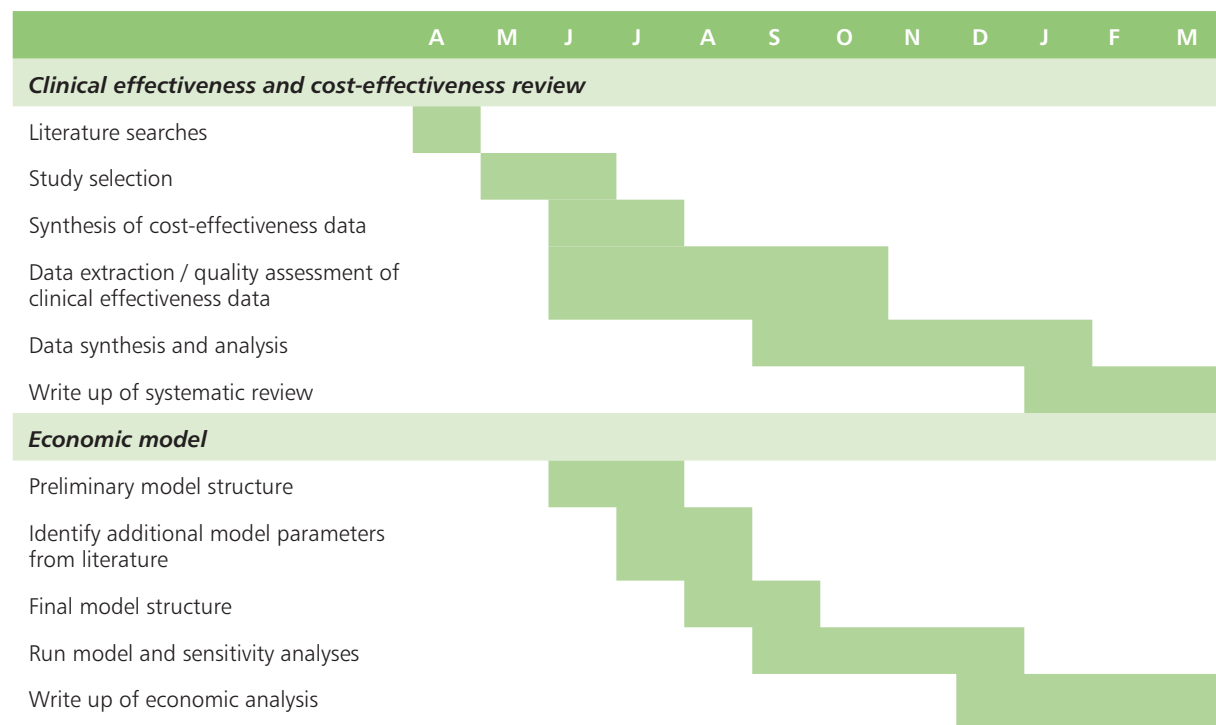 A M J J A S O N D J F M
Clinical effectiveness and cost-effectiveness review
Literature searches
Study selection
Synthesis of cost-effectiveness data
Data extraction / quality assessment of
clinical effectiveness data
Data synthesis and analysis
Write up of systematic review
Economic model
Preliminary model structure
Identify additional model parameters
from literature
Final model structure
Run model and sensitivity analyses
Write up of economic analysis